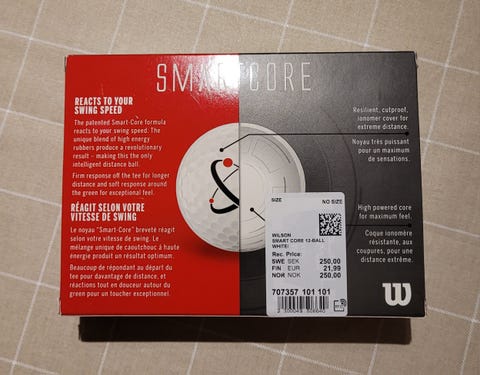 SMARTCORE
REACTS TO YOUR
SWING SPEED
The patented Smart-Core formula
reacts to your swing speed. The
unique blend of high energy
rubbers produce a revolutionary
result - making this the only
intelligent distance ball.
Firm response off the tee for longer
distance and soft response around
the green for exceptional feel.
RÉAGIT SELON VOTRE
VITESSE DE SWING
Le noyau "Smart-Core" breveté réagit
selon votre vitesse de swing. Le
mélange unique de caoutchouc à haute
énergie produit un résultat optimum.
Beaucoup de répondant au départ du
tee pour davantage de distance, et
réactions tout en douceur autour du
green pour un toucher exceptionnel.
Resilient, cutproof,
ionomer cover for
extreme distance.
Noyau très puissant
pour un maximum
de sensations.
High powered core
for maximum feel.
Coque ionomère
résistante, aux
coupures, pour une
distance extrême.
SIZE NO SIZE
WILSON
SMART CORE 12-BALL
WHITE/
Rec. Price:
SWE SEK 250,00
FIN EUR 21,99
NOR NOK 250,00
707357 101 101
W